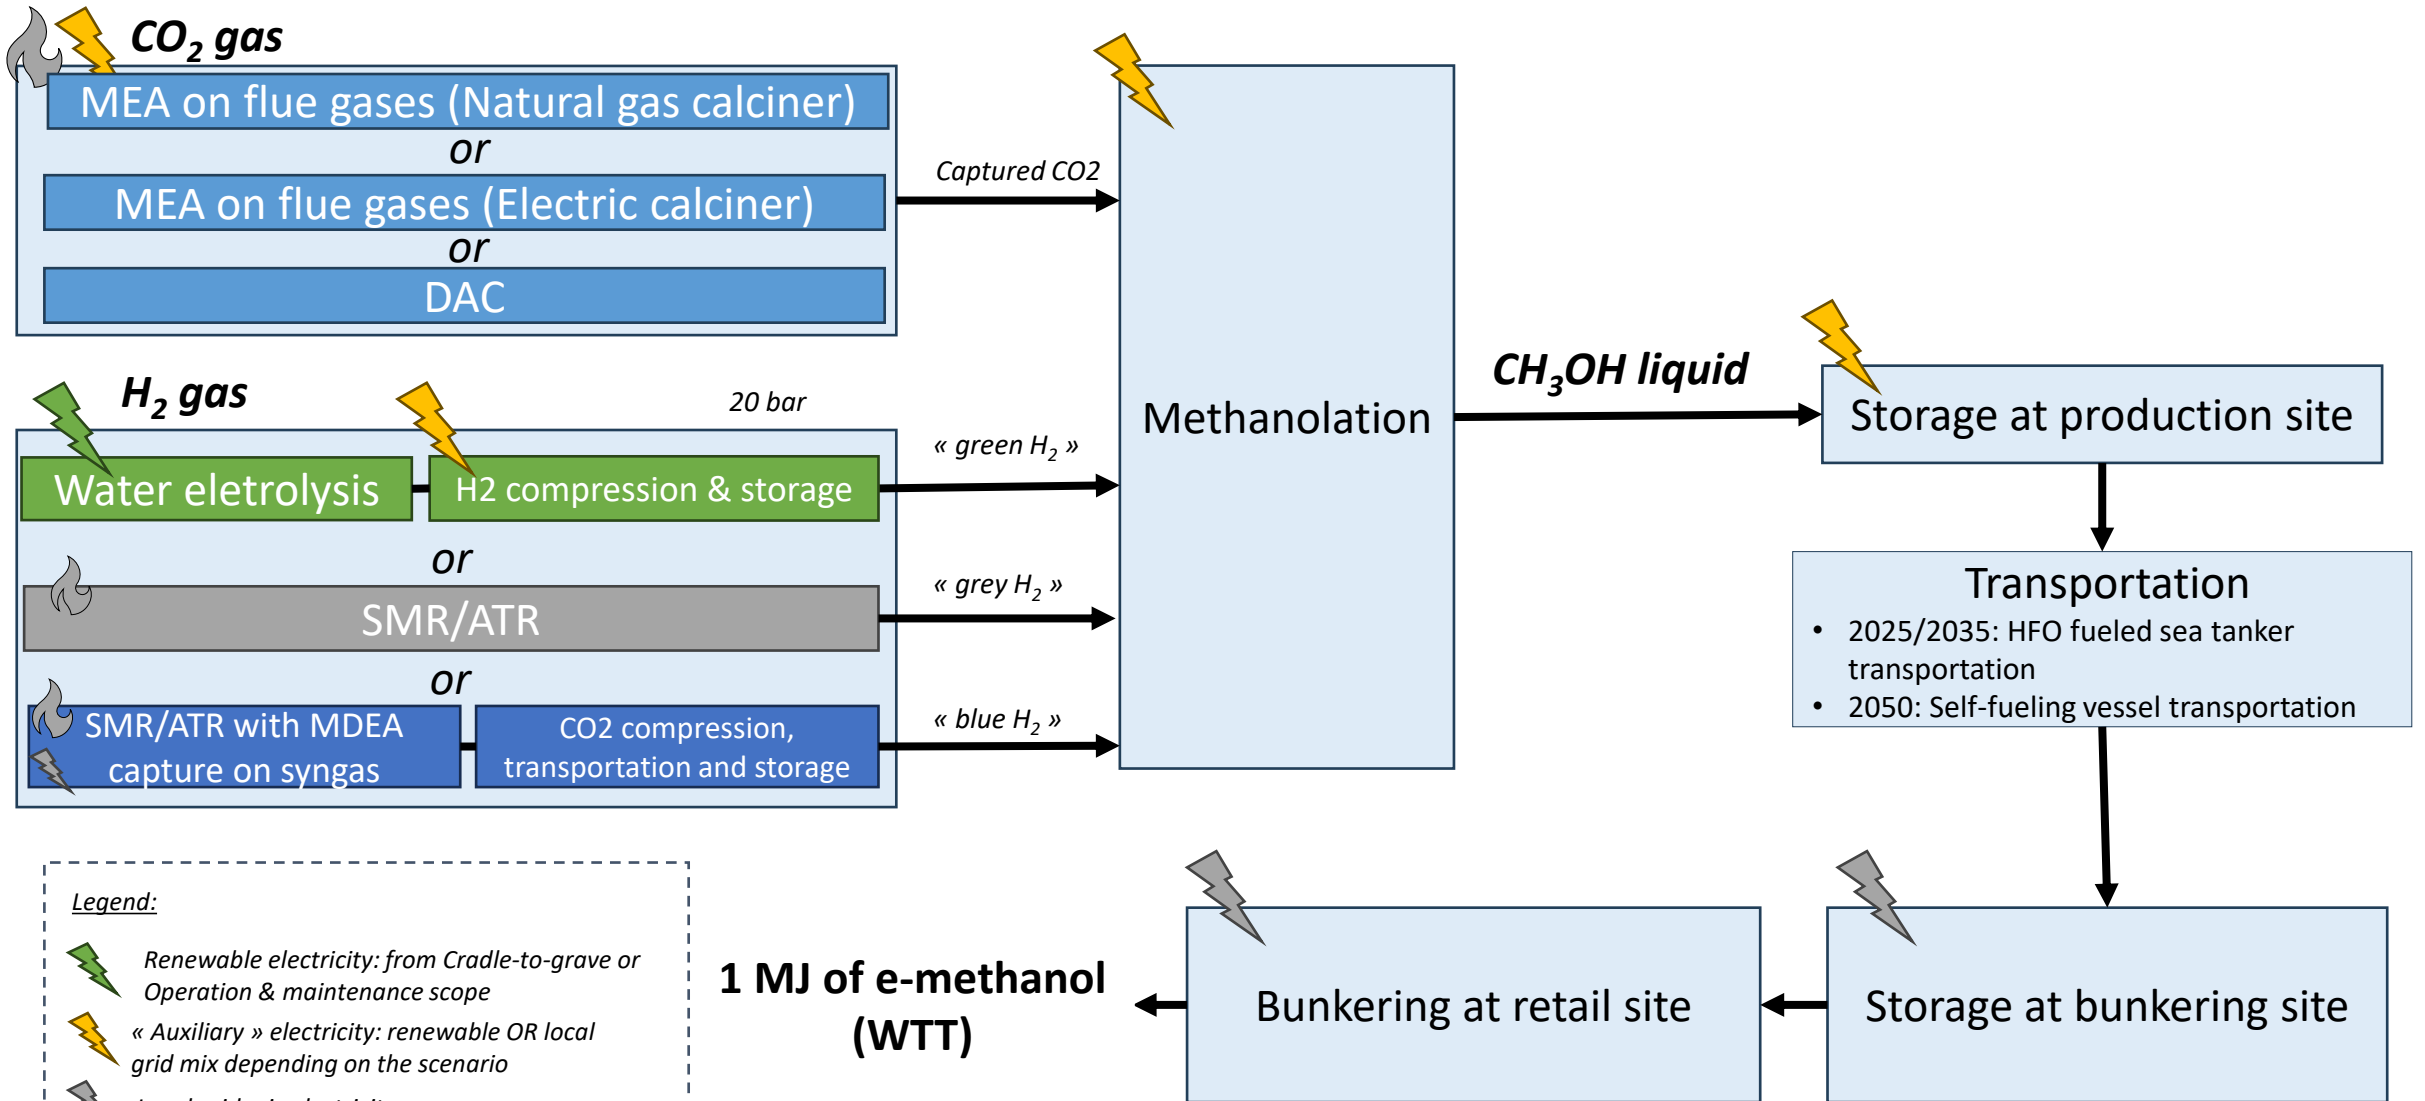 CO2 gas
MEA on flue gases (Natural gas calciner)
or
MEA on flue gases (Electric calciner)
or
DAC
Captured CO2
H2 gas
20 bar
Water eletrolysis
H2 compression & storage
« green H2 »
or
SMR/ATR
« grey H2 »
or
SMR/ATR with MDEA
capture on syngas
CO2 compression,
transportation and storage
« blue H2 »
Methanolation
CH3OH liquid
Storage at production site
Transportation
• 2025/2035: HFO fueled sea tanker
transportation
• 2050: Self-fueling vessel transportation
Storage at bunkering site
Bunkering at retail site
1 MJ of e-methanol
(WTT)
Legend:
Renewable electricity: from Cradle-to-grave or
Operation & maintenance scope
« Auxiliary » electricity: renewable OR local
grid mix depending on the scenario